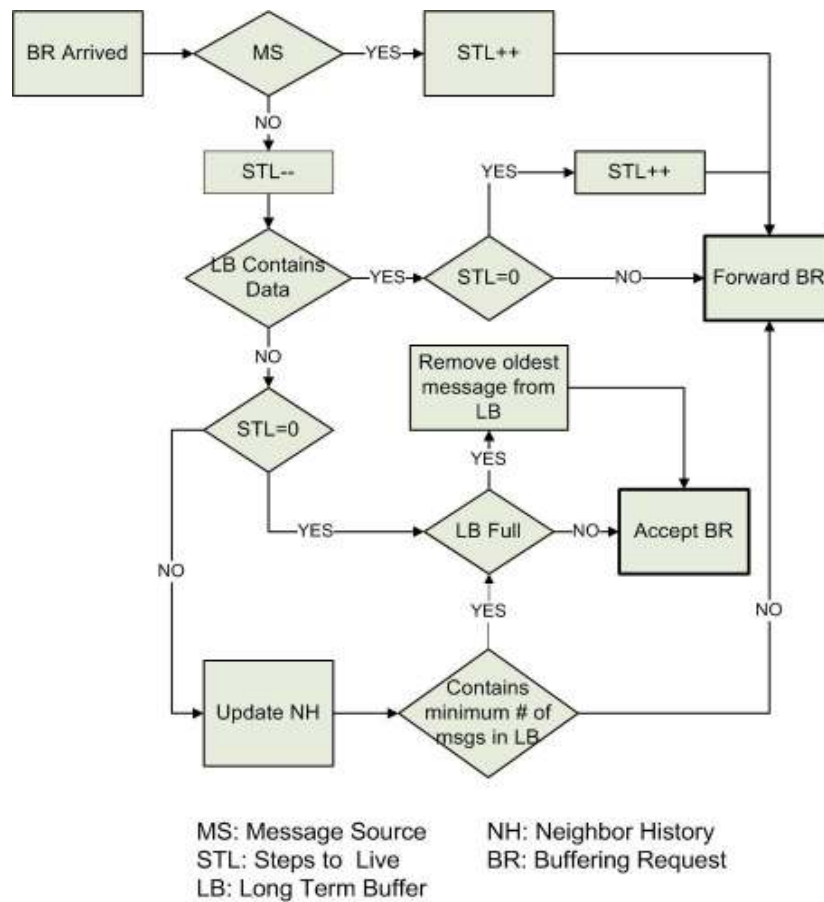 BR Arrived
MS
YES
STL++
NO
STL--
YES
STL++
LB Contains
Data
YES
STL=0
NO
Forward BR
NO
Remove oldest
message from
LB
STL=0
YES
YES
LB Full
NO
Accept BR
NO
YES
NO
Update NH
Contains
minimum # of
msgs in LB
MS: Message Source
NH: Neighbor History
STL: Steps to Live
BR: Buffering Request
LB: Long Term Buffer